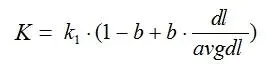 K = k₁ · (1 − b + b · dl / avgdl)